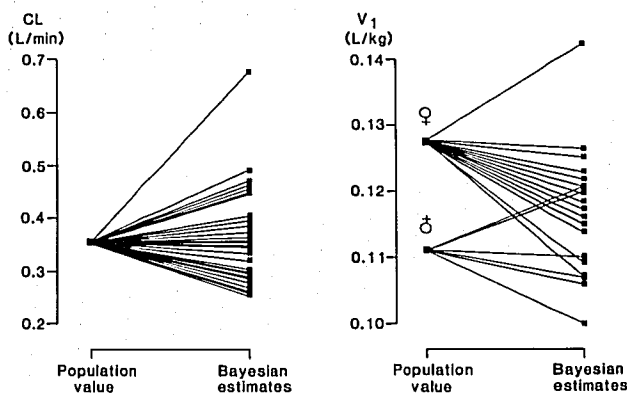 CL
(L/min)
0.7
0.6
0.5
0.4
0.3
0.2
Population
value
Bayesian
estimates
V1
(L/kg)
0.14
0.13
0.12
0.11
0.10
♀
♂
Population
value
Bayesian
estimates